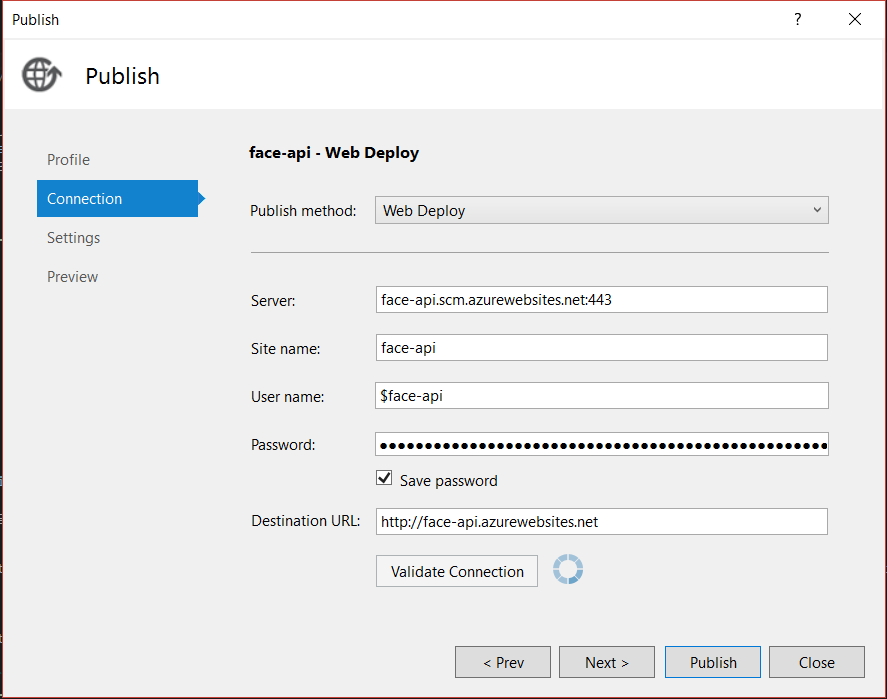 Publish
?
Publish
Profile
Connection
Settings
Preview
face-api - Web Deploy
Publish method: Web Deploy
Server: face-api.scm.azurewebsites.net:443
Site name: face-api
User name: $face-api
Password: ●●●●●●●●●●●●●●●●●●●●●●●●●●●●●●●●●●●●●●●●●●●●●●●●●●
Save password
Destination URL: http://face-api.azurewebsites.net
Validate Connection
< Prev Next > Publish Close